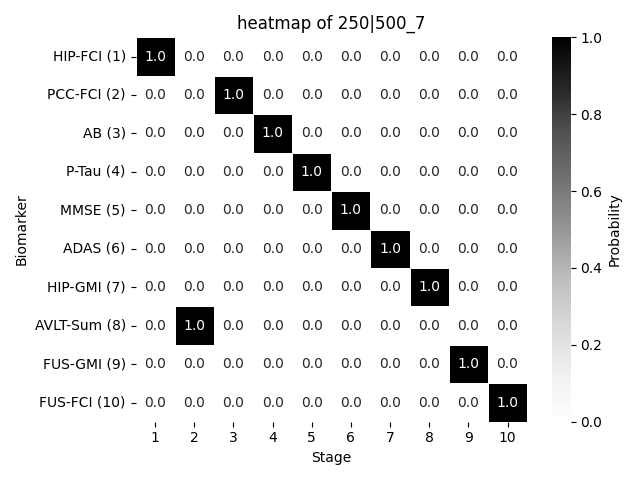 heatmap of 250|500_7
HIP-FCI (1) 1.0 0.0 0.0 0.0 0.0 0.0 0.0 0.0 0.0 0.0
PCC-FCI (2) 0.0 0.0 1.0 0.0 0.0 0.0 0.0 0.0 0.0 0.0
AB (3) 0.0 0.0 0.0 1.0 0.0 0.0 0.0 0.0 0.0 0.0
P-Tau (4) 0.0 0.0 0.0 0.0 1.0 0.0 0.0 0.0 0.0 0.0
MMSE (5) 0.0 0.0 0.0 0.0 0.0 1.0 0.0 0.0 0.0 0.0
ADAS (6) 0.0 0.0 0.0 0.0 0.0 0.0 1.0 0.0 0.0 0.0
HIP-GMI (7) 0.0 0.0 0.0 0.0 0.0 0.0 0.0 1.0 0.0 0.0
AVLT-Sum (8) 0.0 1.0 0.0 0.0 0.0 0.0 0.0 0.0 0.0 0.0
FUS-GMI (9) 0.0 0.0 0.0 0.0 0.0 0.0 0.0 0.0 1.0 0.0
FUS-FCI (10) 0.0 0.0 0.0 0.0 0.0 0.0 0.0 0.0 0.0 1.0
1 2 3 4 5 6 7 8 9 10
Stage
Biomarker
1.0
0.8
0.6
0.4
0.2
0.0
Probability